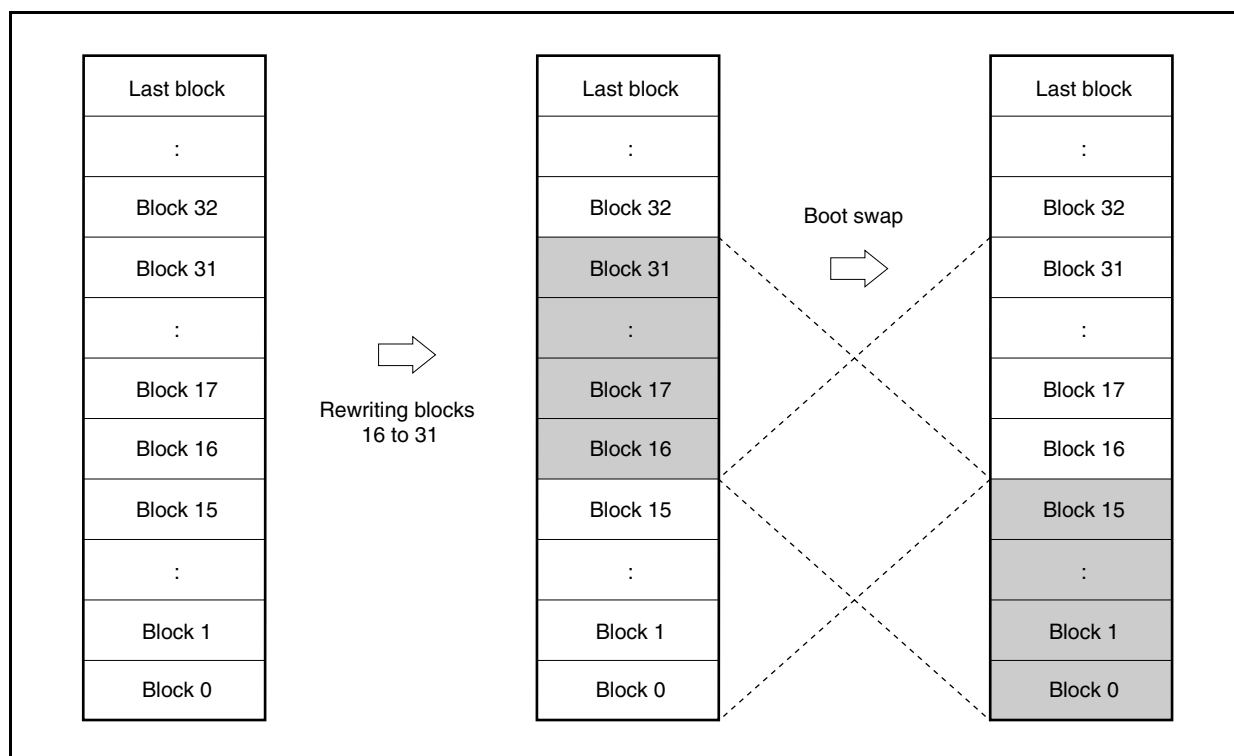 Last block
:
Block 32
Block 31
:
Block 17
Block 16
Block 15
:
Block 1
Block 0
Rewriting blocks
16 to 31
Last block
:
Block 32
Block 31
:
Block 17
Block 16
Block 15
:
Block 1
Block 0
Boot swap
Last block
:
Block 32
Block 31
:
Block 17
Block 16
Block 15
:
Block 1
Block 0